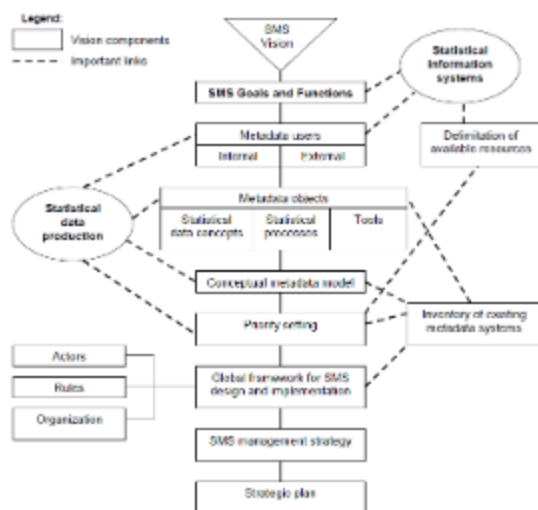 Legend:
Vision components
Important links
SMS
Vision
Statistical
information
systems
SMS Goals and Functions
Metadata users
Internal
External
Delimitation of
available resources
Metadata objects
Statistical
data concepts
Statistical
processes
Tools
Statistical
data
production
Conceptual metadata model
Priority setting
Inventory of existing
metadata systems
Actors
Rules
Organization
Global framework for SMS
design and implementation
SMS management strategy
Strategic plan